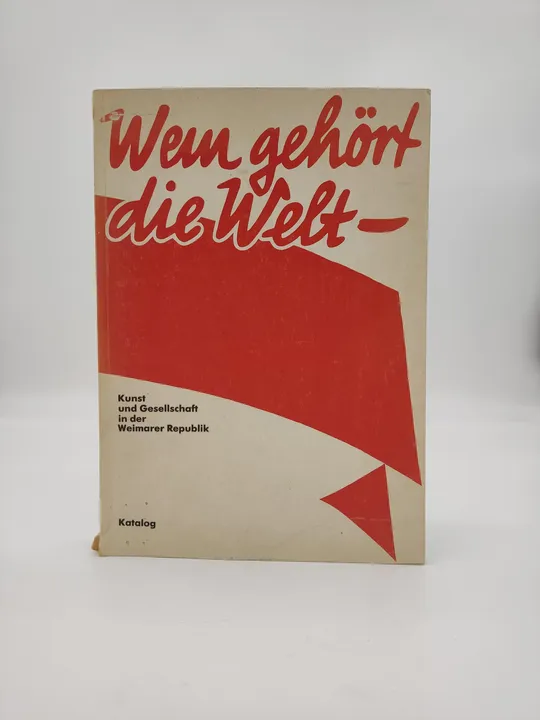 Wem gehört
die Welt –
Kunst
und Gesellschaft
in der
Weimarer Republik
Katalog